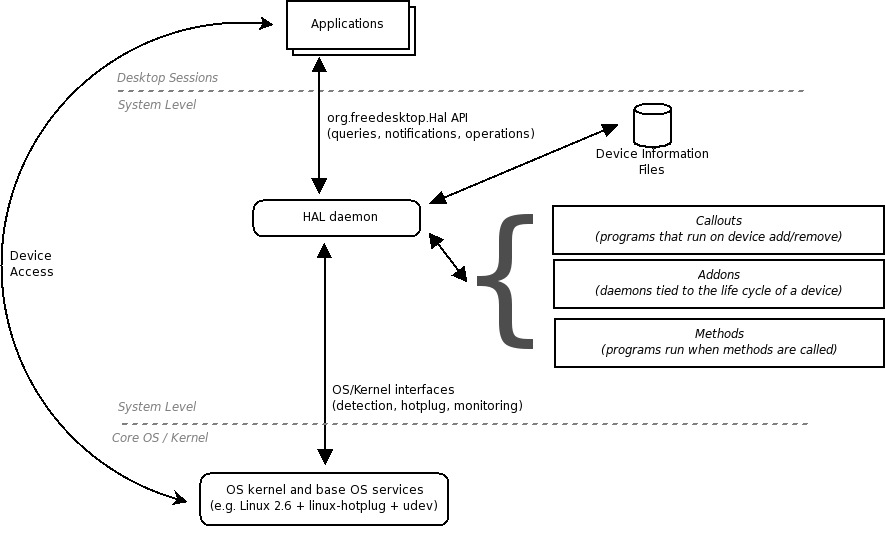 Applications
Desktop Sessions
System Level
org.freedesktop.Hal API
(queries, notifications, operations)
Device Information
Files
HAL daemon
Callouts
(programs that run on device add/remove)
Device
Access
Addons
(daemons tied to the life cycle of a device)
Methods
(programs run when methods are called)
OS/Kernel interfaces
(detection, hotplug, monitoring)
System Level
Core OS / Kernel
OS kernel and base OS services
(e.g. Linux 2.6 + linux-hotplug + udev)